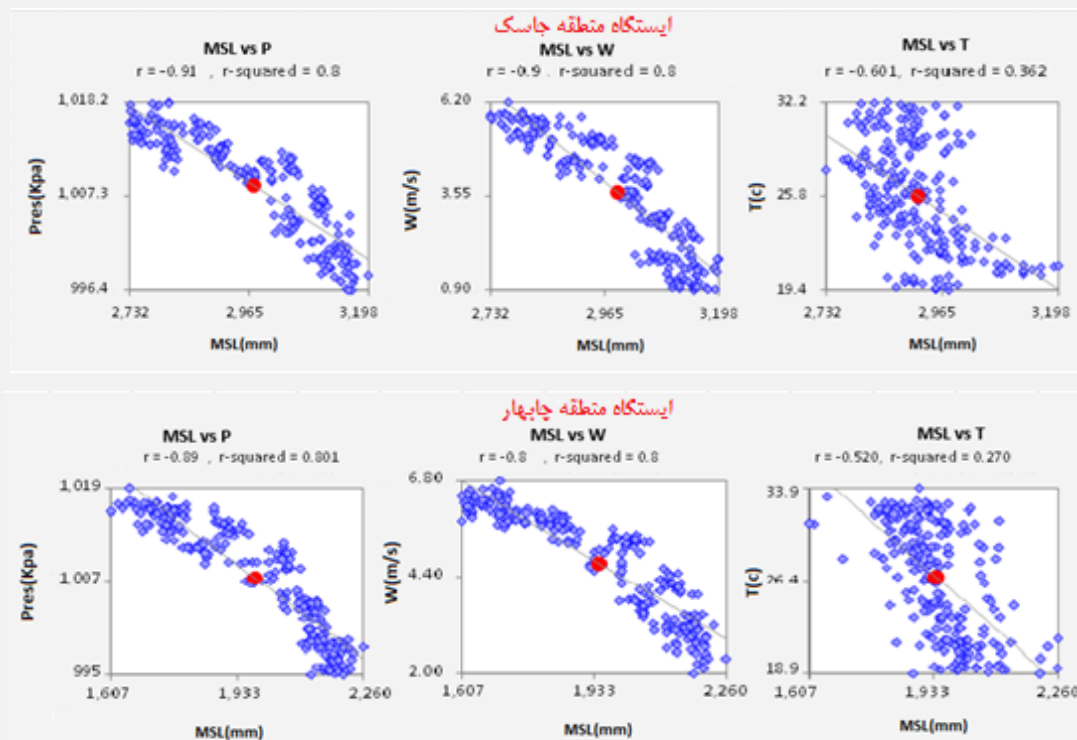 ایستگاه منطقه جاسک
MSL vs P
r = -0.91 , r-squared = 0.8
1,018.2
1,007.3
996.4
Pres(Kpa)
2,732
2,965
3,198
MSL(mm)
MSL vs W
r = -0.9 . r-squared = 0.8
6.20
3.55
0.90
W(m/s)
2,732
2,965
3,198
MSL(mm)
MSL vs T
r = -0.601, r-squared = 0.362
32.2
25.8
19.4
T(c)
2,732
2,965
3,198
MSL(mm)
ایستگاه منطقه چابهار
MSL vs P
r = -0.89 , r-squared = 0.801
1,019
1,007
995
Pres(Kpa)
1,607
1,933
2,260
MSL(mm)
MSL vs W
r = -0.8 , r-squared = 0.8
6.80
4.40
2.00
W(m/s)
1,607
1,933
2,260
MSL(mm)
MSL vs T
r = -0.520, r-squared = 0.270
33.9
26.4
18.9
T(c)
1,607
1,933
2,260
MSL(mm)